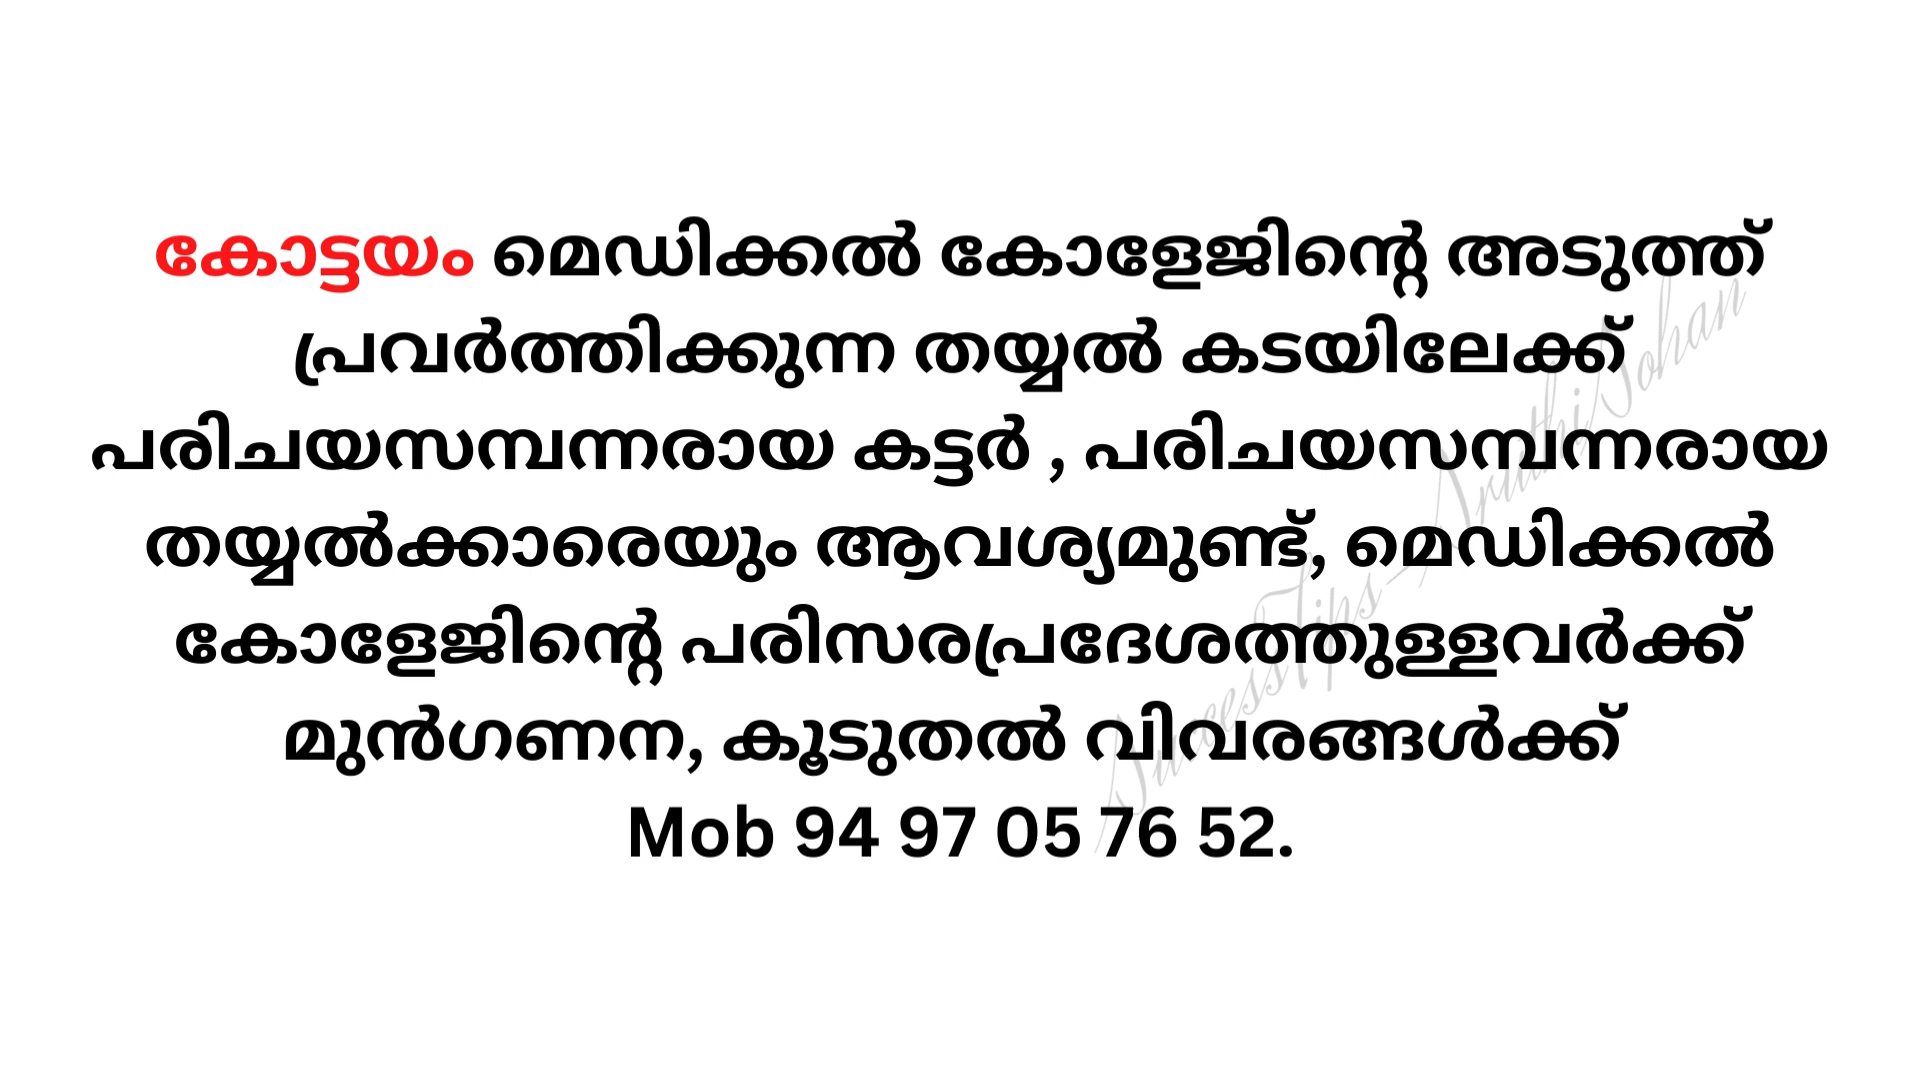 കോട്ടയം മെഡിക്കൽ കോളേജിന്റെ അടുത്ത്
പ്രവർത്തിക്കുന്ന തയ്യൽ കടയിലേക്ക്
പരിചയസമ്പന്നരായ കട്ടർ , പരിചയസമ്പന്നരായ
തയ്യൽക്കാരെയും ആവശ്യമുണ്ട്, മെഡിക്കൽ
കോളേജിന്റെ പരിസരപ്രദേശത്തുള്ളവർക്ക്
മുൻഗണന, കൂടുതൽ വിവരങ്ങൾക്ക്
Mob 94 97 05 76 52.